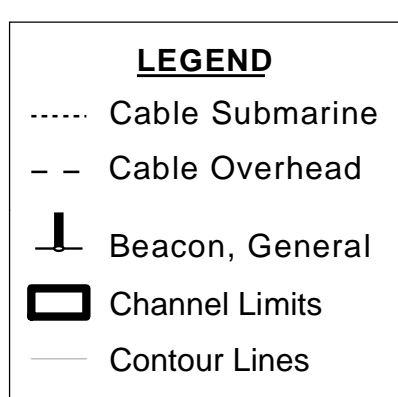 LEGEND
Cable Submarine
Cable Overhead
Beacon, General
Channel Limits
Contour Lines